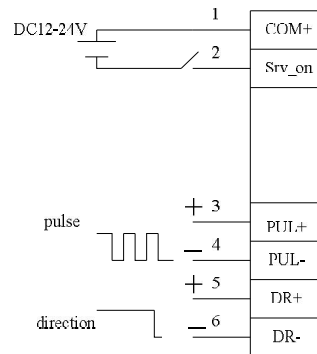 1
DC12-24V
COM+
2
Srv_on
+ 3
PUL+
pulse
− 4
PUL-
+ 5
DR+
direction
− 6
DR-